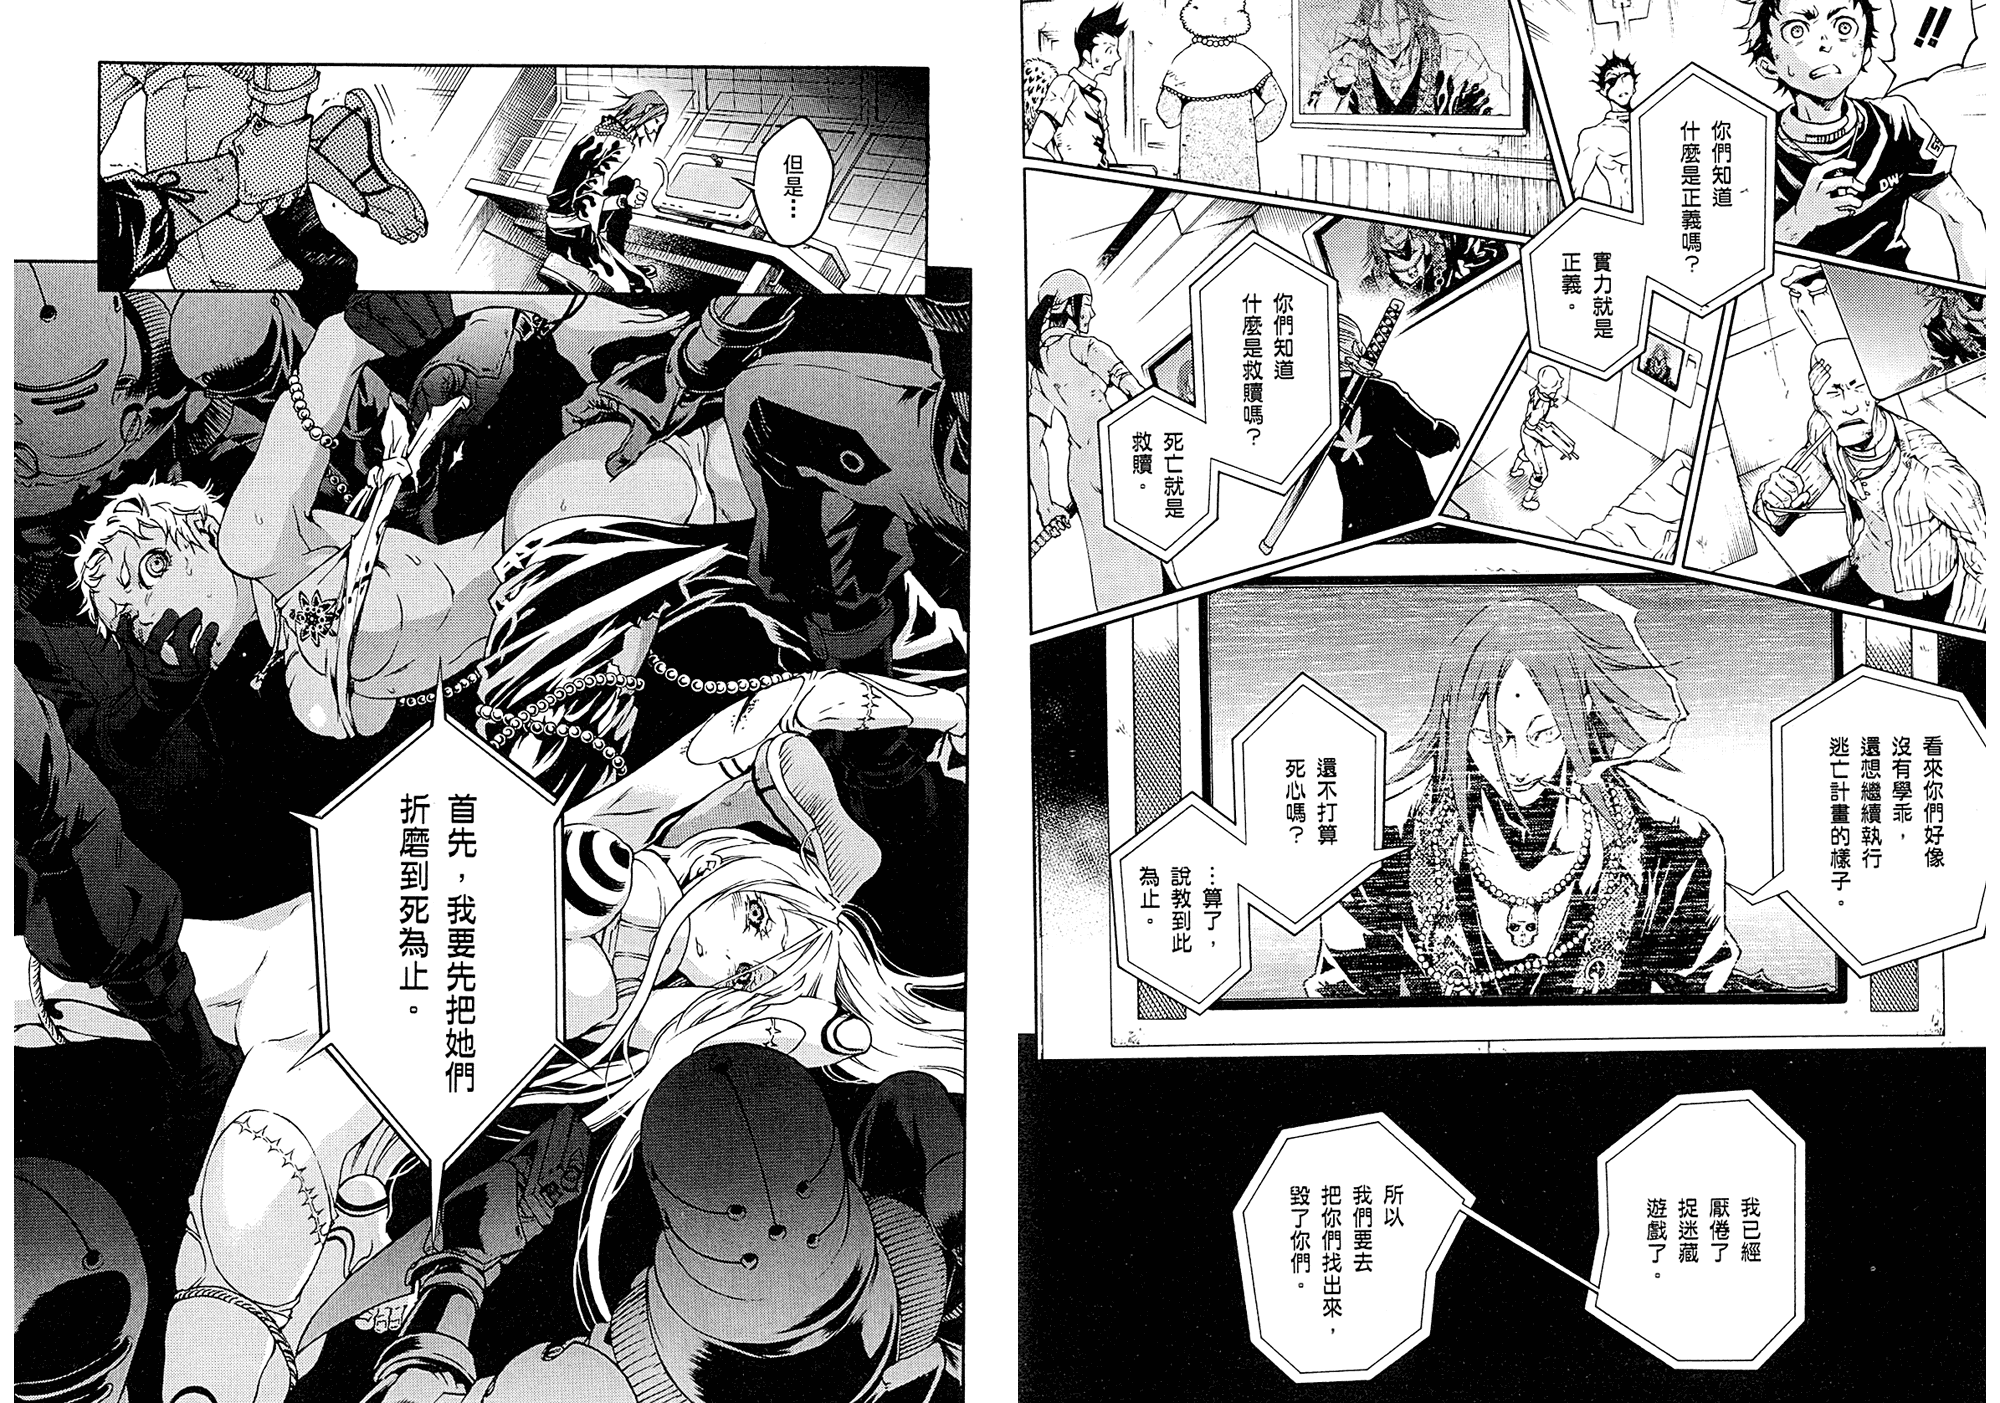 !!
DW
你們知道
什麼是正義嗎？
實力就是
正義。
你們知道
什麼是救贖嗎？
死亡就是
救贖。
看來你們好像
沒有學乖，
還想繼續執行
逃亡計畫的樣子。
還不打算
死心嗎？
…算了，
說教到此
為止。
我已經
厭倦了
捉迷藏
遊戲了。
所以
我們要去
把你們找出來，
毀了你們。
但是…
首先，我要先把她們
折磨到死為止。